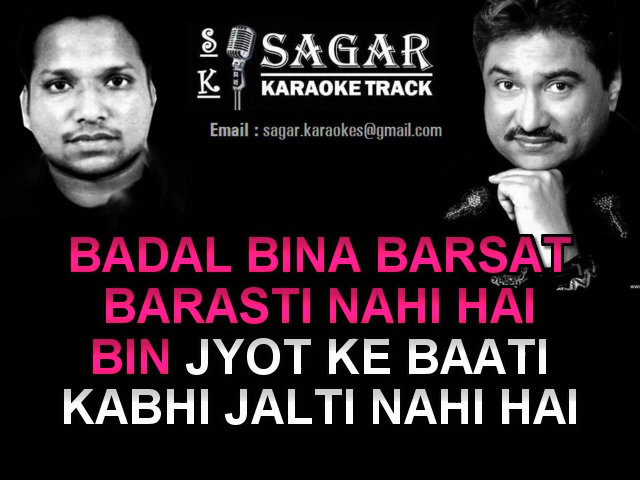 S K
SAGAR
KARAOKE TRACK
Email : sagar.karaokes@gmail.com
BADAL BINA BARSAT
BARASTI NAHI HAI
BIN JYOT KE BAATI
KABHI JALTI NAHI HAI